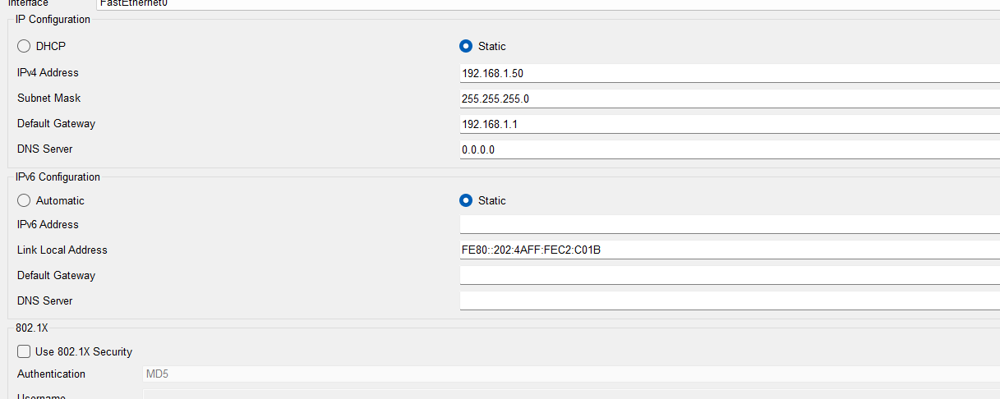 Interface FastEthernet0
IP Configuration
DHCP Static
IPv4 Address 192.168.1.50
Subnet Mask 255.255.255.0
Default Gateway 192.168.1.1
DNS Server 0.0.0.0
IPv6 Configuration
Automatic Static
IPv6 Address
Link Local Address FE80::202:4AFF:FEC2:C01B
Default Gateway
DNS Server
802.1X
Use 802.1X Security
Authentication MD5
Username